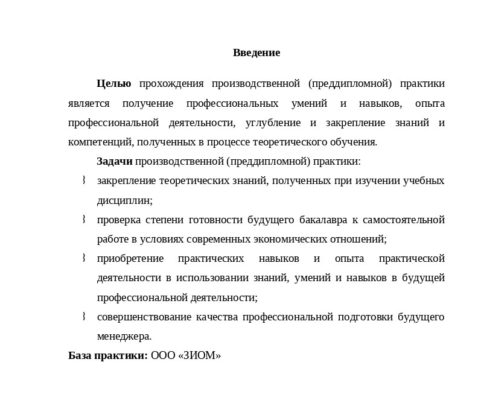 Введение
Целью прохождения производственной (преддипломной) практики
является получение профессиональных умений и навыков, опыта
профессиональной деятельности, углубление и закрепление знаний и
компетенций, полученных в процессе теоретического обучения.
Задачи производственной (преддипломной) практики:
⌇ закрепление теоретических знаний, полученных при изучении учебных
дисциплин;
⌇ проверка степени готовности будущего бакалавра к самостоятельной
работе в условиях современных экономических отношений;
⌇ приобретение практических навыков и опыта практической
деятельности в использовании знаний, умений и навыков в будущей
профессиональной деятельности;
⌇ совершенствование качества профессиональной подготовки будущего
менеджера.
База практики: ООО «ЗИОМ»